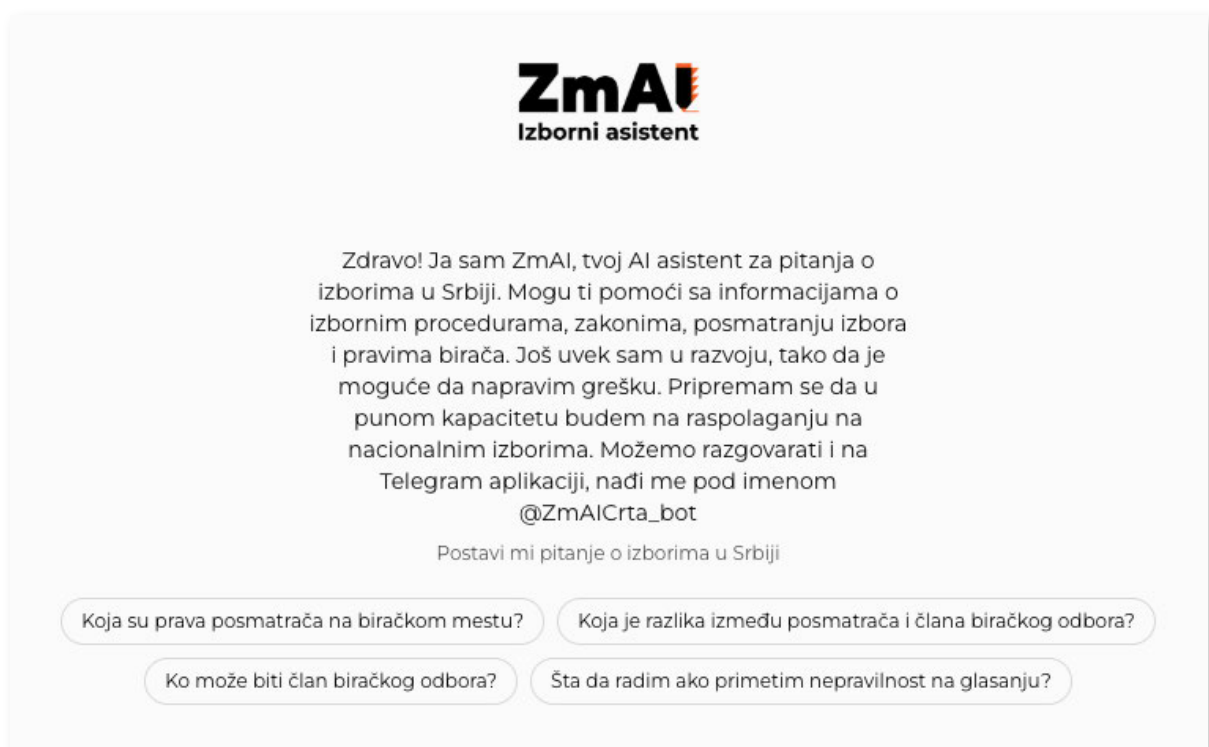 ZmAI
Izborni asistent
Zdravo! Ja sam ZmAI, tvoj AI asistent za pitanja o
izborima u Srbiji. Mogu ti pomoći sa informacijama o
izbornim procedurama, zakonima, posmatranju izbora
i pravima birača. Još uvek sam u razvoju, tako da je
moguće da napravim grešku. Pripremam se da u
punom kapacitetu budem na raspolaganju na
nacionalnim izborima. Možemo razgovarati i na
Telegram aplikaciji, nađi me pod imenom
@ZmAICrta_bot
Postavi mi pitanje o izborima u Srbiji
Koja su prava posmatrača na biračkom mestu?
Koja je razlika između posmatrača i člana biračkog odbora?
Ko može biti član biračkog odbora?
Šta da radim ako primetim nepravilnost na glasanju?